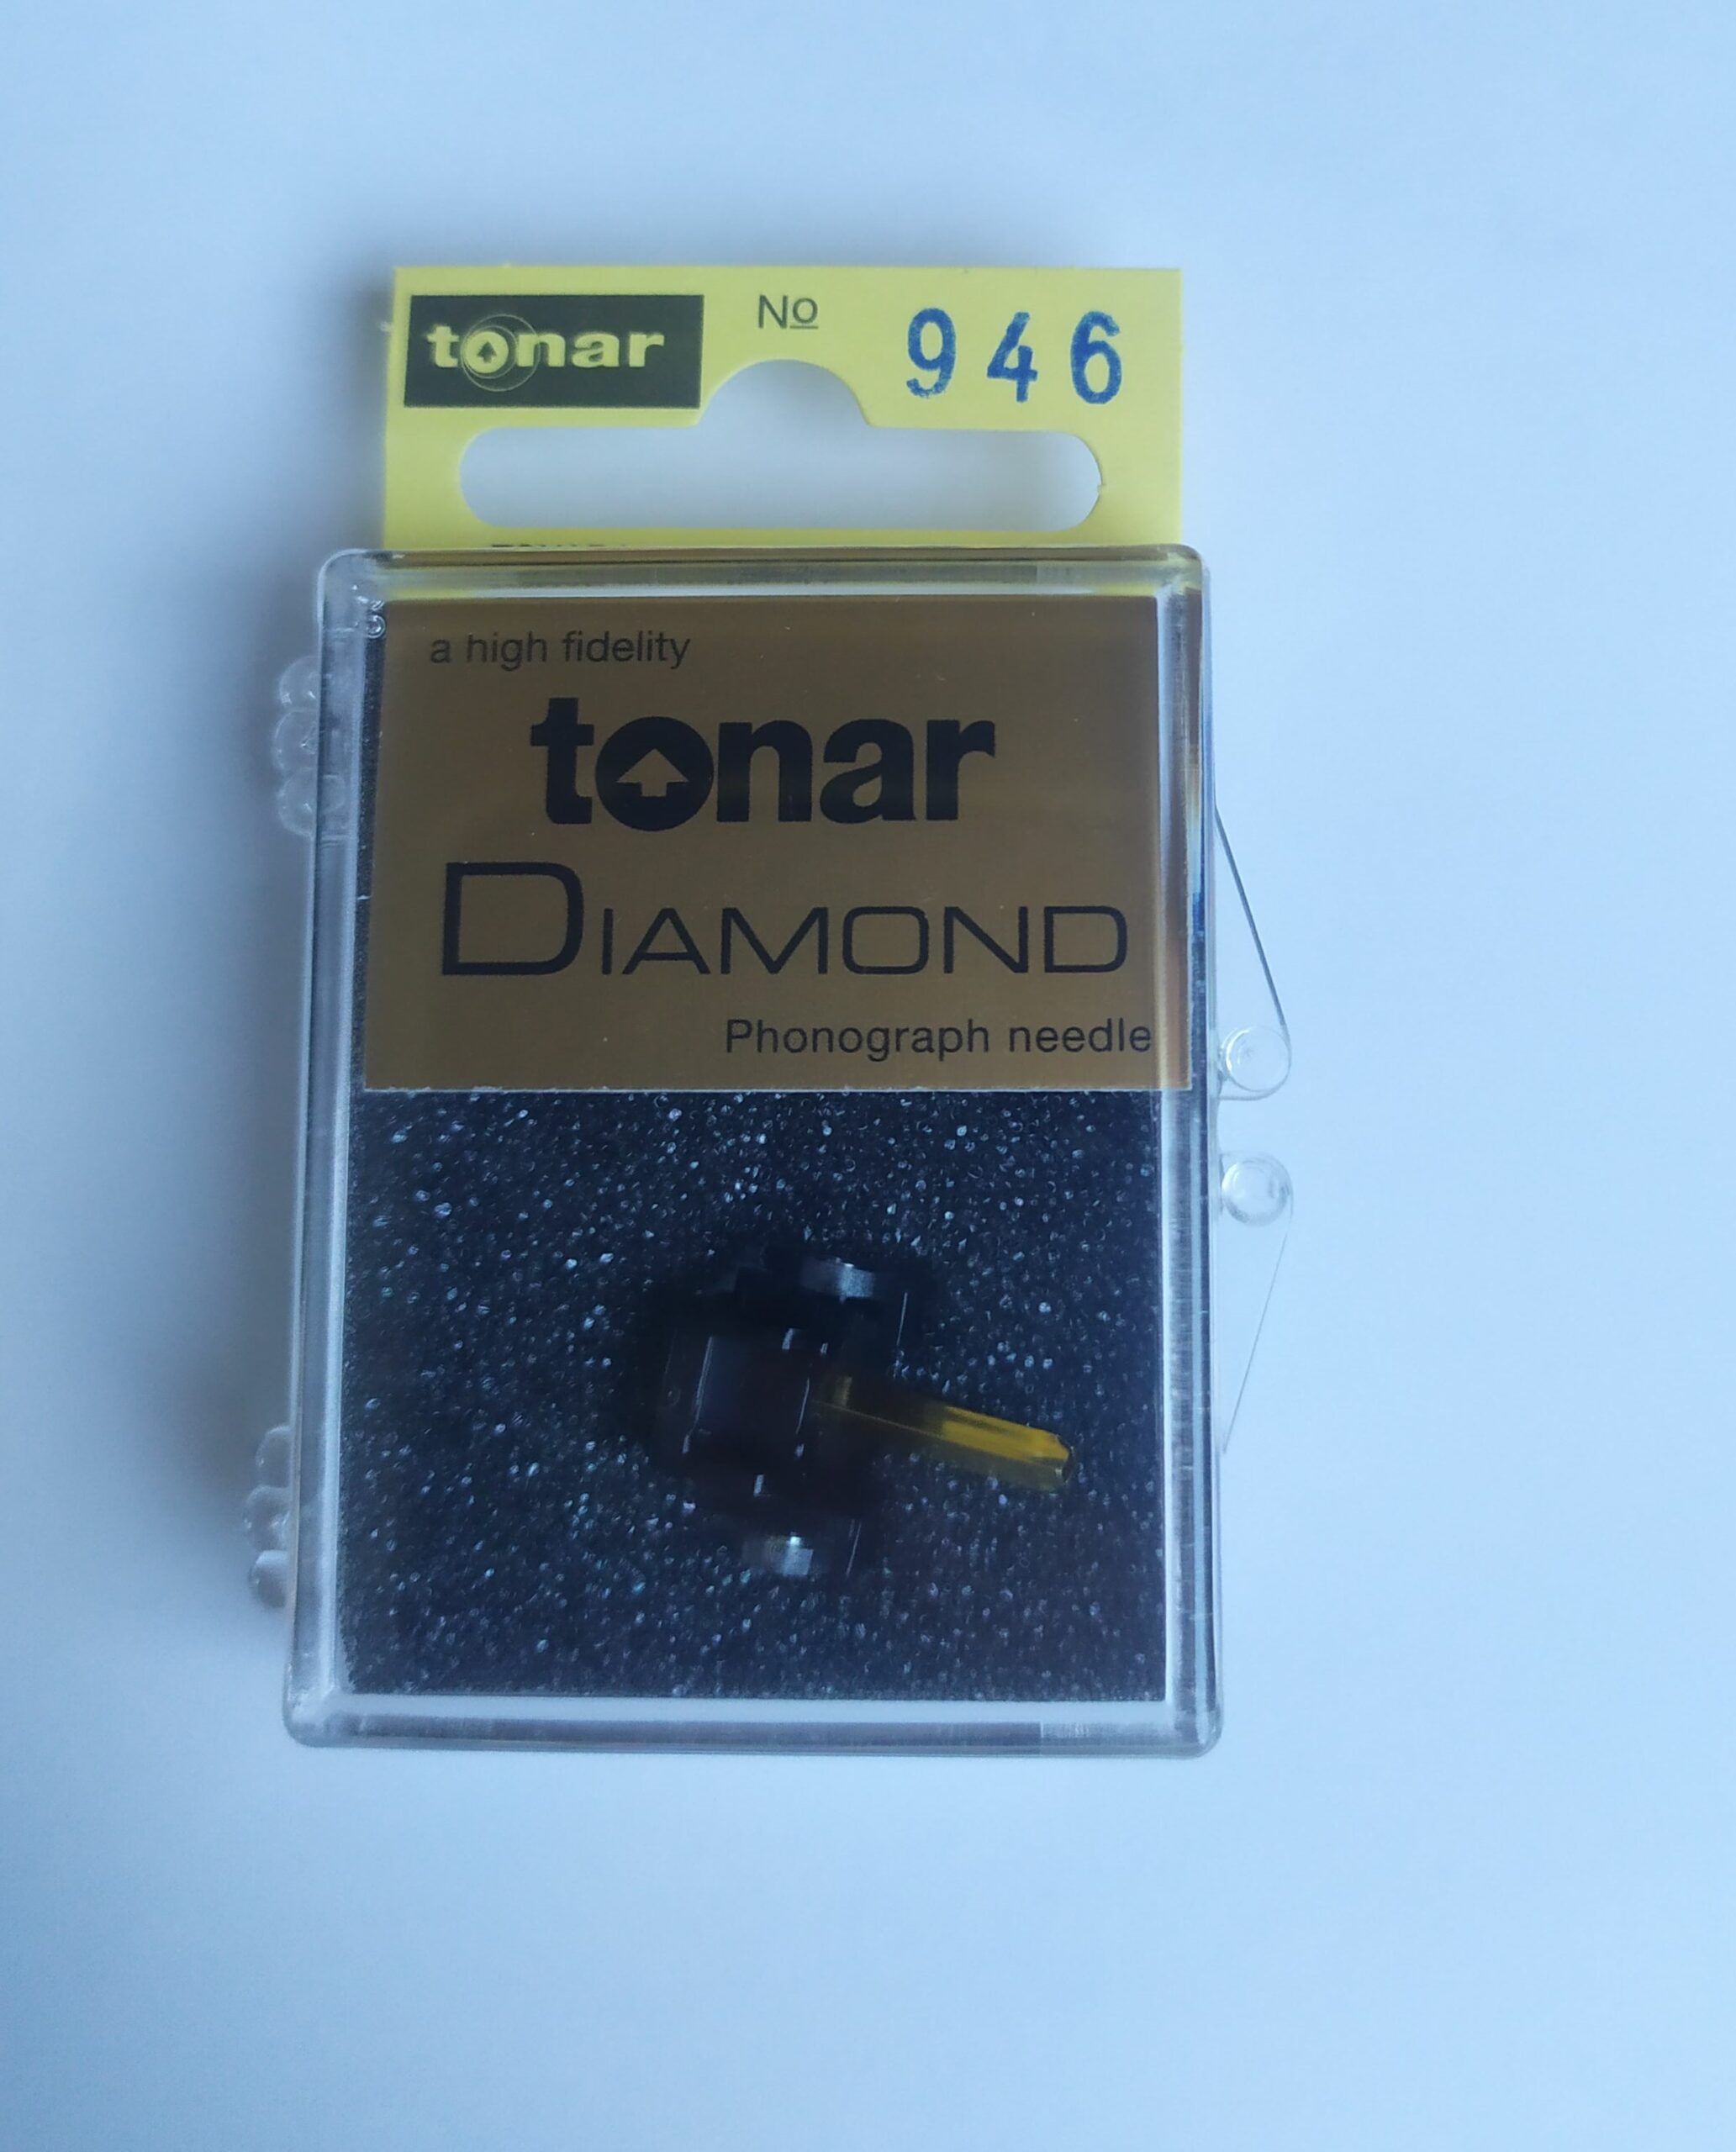 tonar No 946
a high fidelity
tonar
DIAMOND
Phonograph needle